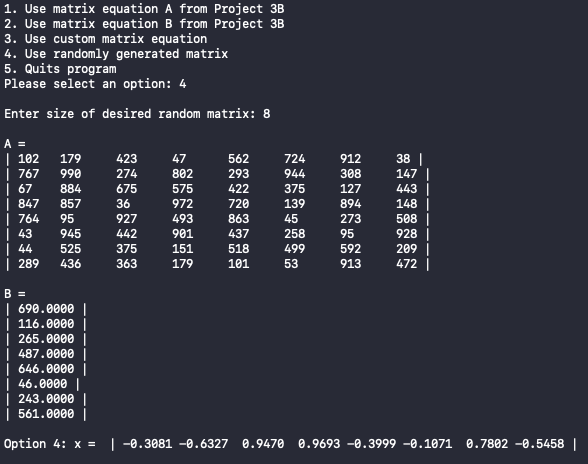 1. Use matrix equation A from Project 3B
2. Use matrix equation B from Project 3B
3. Use custom matrix equation
4. Use randomly generated matrix
5. Quits program
Please select an option: 4
Enter size of desired random matrix: 8
A =
| 102 179 423 47 562 724 912 38 |
| 767 990 274 802 293 944 308 147 |
| 67 884 675 575 422 375 127 443 |
| 847 857 36 972 720 139 894 148 |
| 764 95 927 493 863 45 273 508 |
| 43 945 442 901 437 258 95 928 |
| 44 525 375 151 518 499 592 209 |
| 289 436 363 179 101 53 913 472 |
B =
| 690.0000 |
| 116.0000 |
| 265.0000 |
| 487.0000 |
| 646.0000 |
| 46.0000 |
| 243.0000 |
| 561.0000 |
Option 4: x = | -0.3081 -0.6327 0.9470 0.9693 -0.3999 -0.1071 0.7802 -0.5458 |